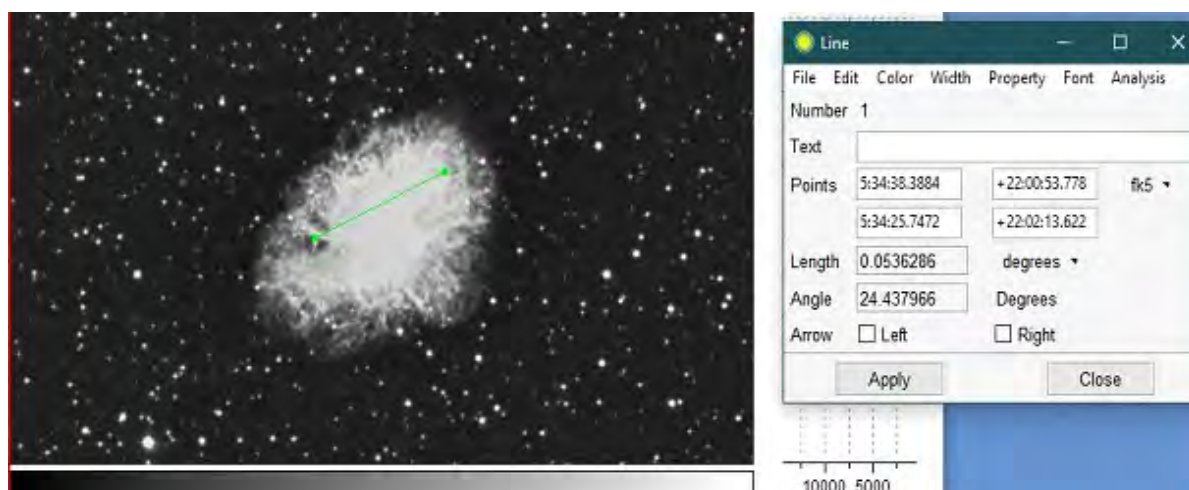 Line
File Edit Color Width Property Font Analysis
Number 1
Text
Points 5:34:38.3884 +22:00:53.778 fk5
5:34:25.7472 +22:02:13.622
Length 0.0536286 degrees
Angle 24.437966 Degrees
Arrow Left Right
Apply Close
10000 5000